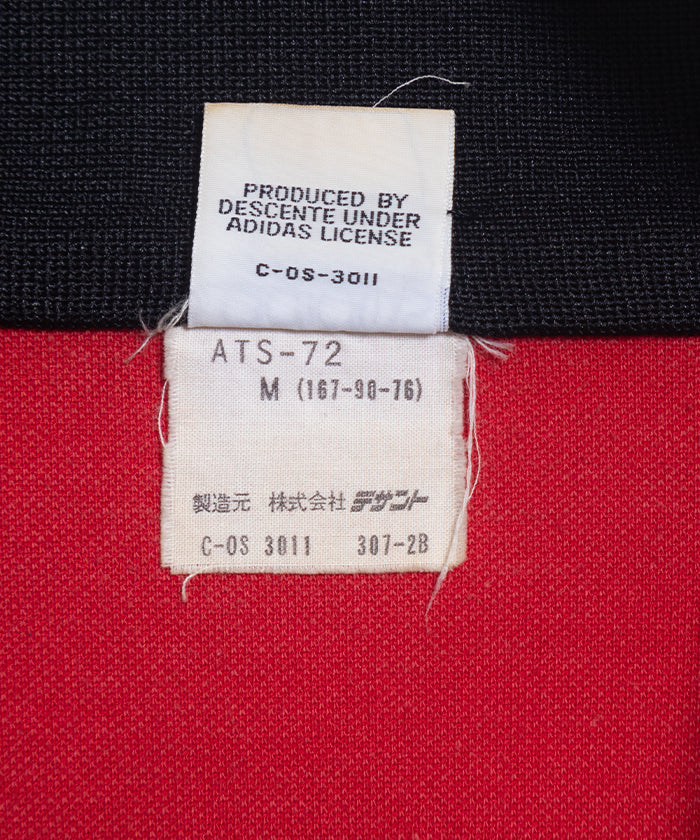 PRODUCED BY
DESCENTE UNDER
ADIDAS LICENSE
C-OS-3011
ATS-72
M (167-90-76)
製造元 株式会社 デサント
C-OS 3011 307-2B